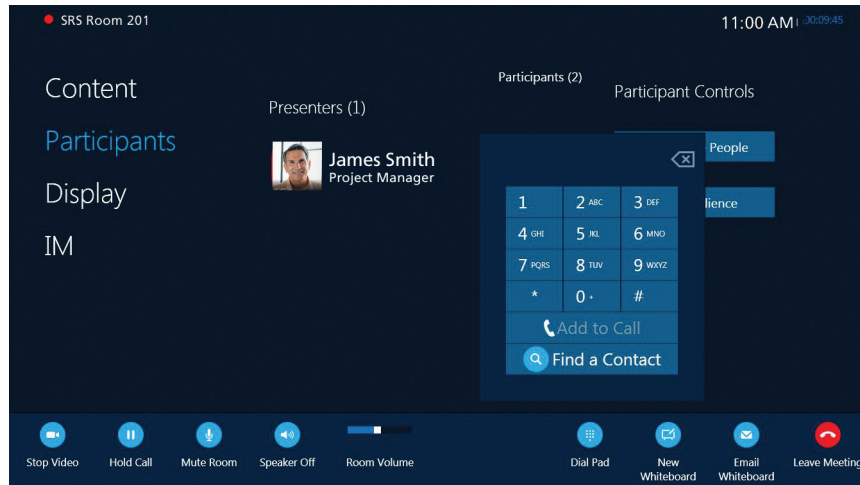 SRS Room 201
11:00 AM
00:09:45
Content
Participants
Display
IM
Presenters (1)
James Smith
Project Manager
Participants (2)
Participant Controls
People
dience
1
2 ABC
3 DEF
4 GHI
5 JKL
6 MNO
7 PQRS
8 TUV
9 WXYZ
*
0 +
#
Add to Call
Find a Contact
Stop Video
Hold Call
Mute Room
Speaker Off
Room Volume
Dial Pad
New
Whiteboard
Email
Whiteboard
Leave Meeting